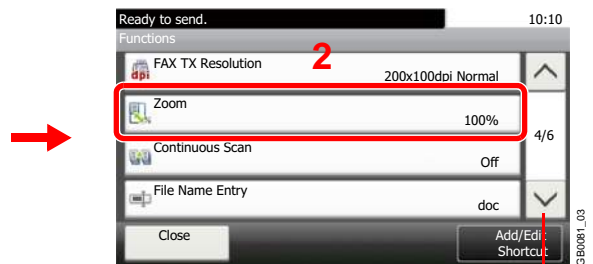 Ready to send.
10:10
Functions
2
dpi
FAX TX Resolution
200x100dpi Normal
Zoom
100%
4/6
Continuous Scan
Off
File Name Entry
doc
Close
Add/Edit
Shortcut
GB0081_03